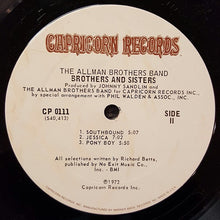 CAPRICORN RECORDS
THE ALLMAN BROTHERS BAND
BROTHERS AND SISTERS
Produced by JOHNNY SANDLIN and
THE ALLMAN BROTHERS BAND for CAPRICORN RECORDS INC.,
by special arrangement with PHIL WALDEN & ASSOC., INC.
CP 0111
(S40,413)
SIDE
II
1. SOUTHBOUND 5:07
2. JESSICA 7:00
3. PONY BOY 5:50
All selections written by Richard Betts,
published by No Exit Music Co.
Inc. - BMI
℗ 1973
Capricorn Records Inc.